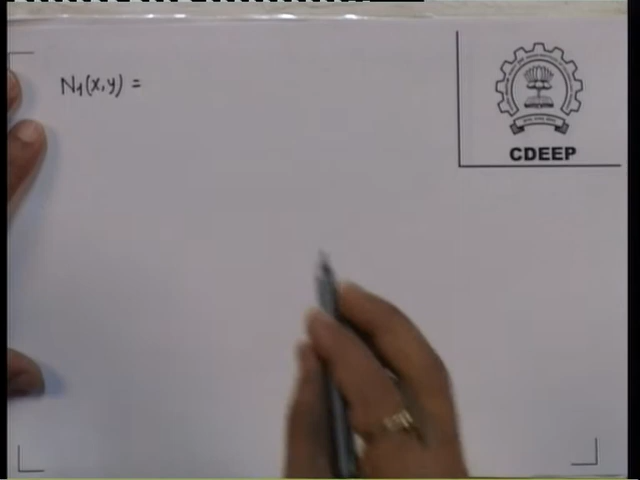 N₁(x,y) =
CDEEP